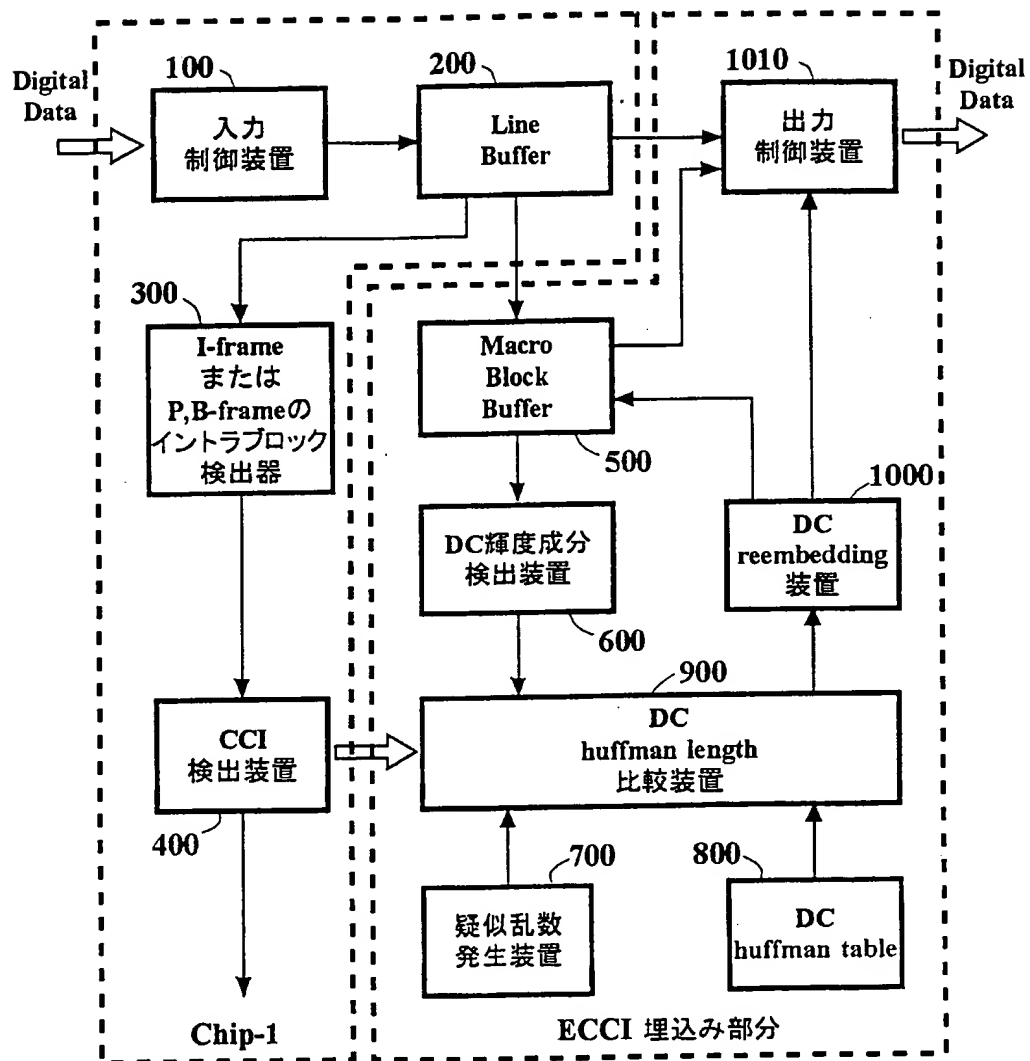 Digital
Data
100
入力
制御装置
200
Line
Buffer
1010
出力
制御装置
Digital
Data
300
I-frame
または
P,B-frameの
イントラブロック
検出器
Macro
Block
Buffer
500
DC輝度成分
検出装置
600
1000
DC
reembedding
装置
CCI
検出装置
400
900
DC
huffman length
比較装置
700
疑似乱数
発生装置
800
DC
huffman table
Chip-1
ECCI 埋込み部分